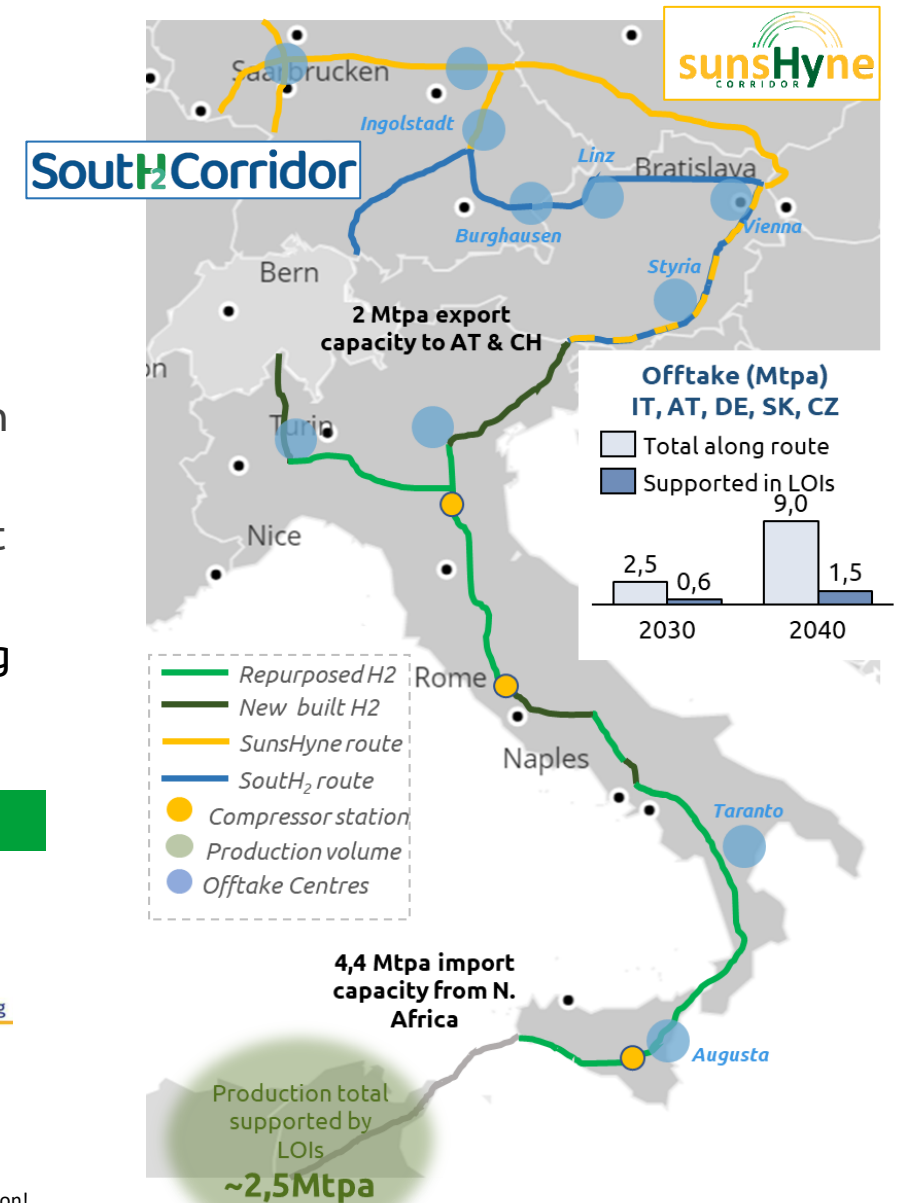 sunsHyne
CORRIDOR
Saarbrucken
Ingolstadt
SoutH2Corridor
Linz
Bratislava
Burghausen
Vienna
Bern
Styria
2 Mtpa export
capacity to AT & CH
on
Offtake (Mtpa)
IT, AT, DE, SK, CZ
Total along route
Supported in LOIs
Turin
n
9,0
2,5
0,6
1,5
2030
2040
t
Nice
g
Repurposed H2
New built H2
SunsHyne route
SoutH₂ route
Compressor station
Production volume
Offtake Centres
Rome
Naples
Taranto
4,4 Mtpa import
capacity from N.
Africa
g
Augusta
Production total
supported by
LOIs
~2,5Mtpa
on!